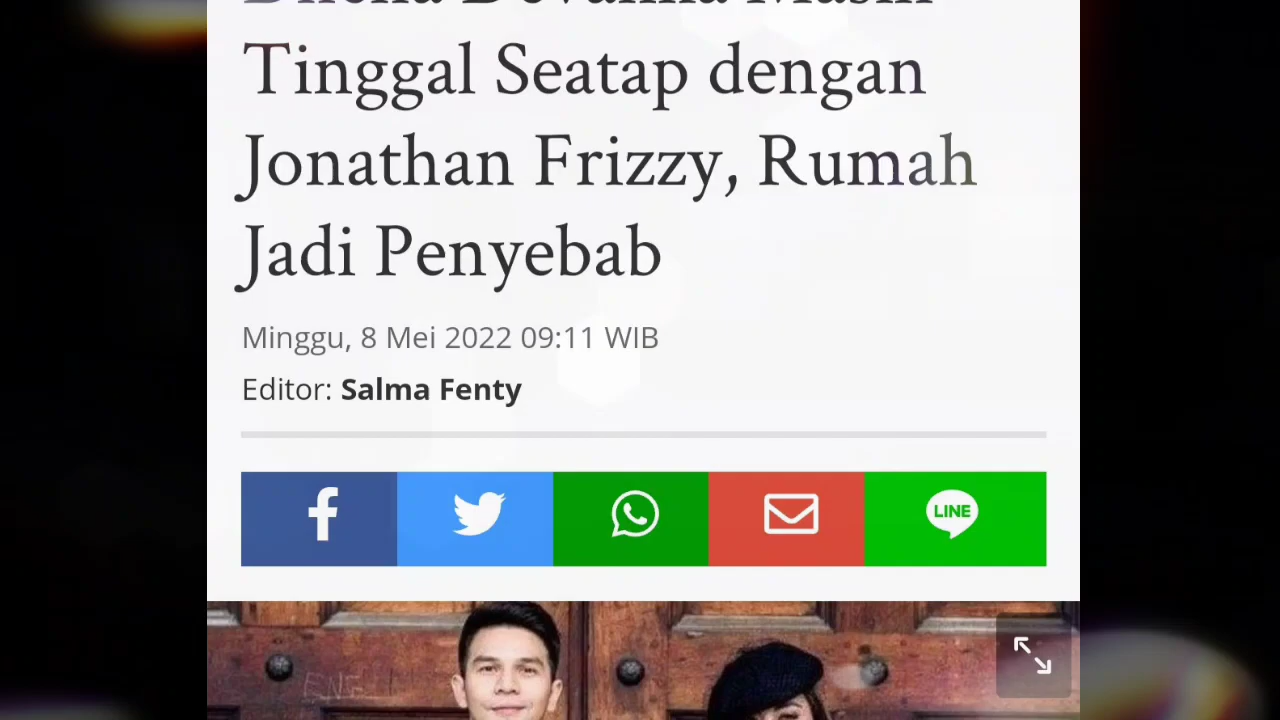 Tinggal Seatap dengan
Jonathan Frizzy, Rumah
Jadi Penyebab
Minggu, 8 Mei 2022 09:11 WIB
Editor: Salma Fenty
LINE